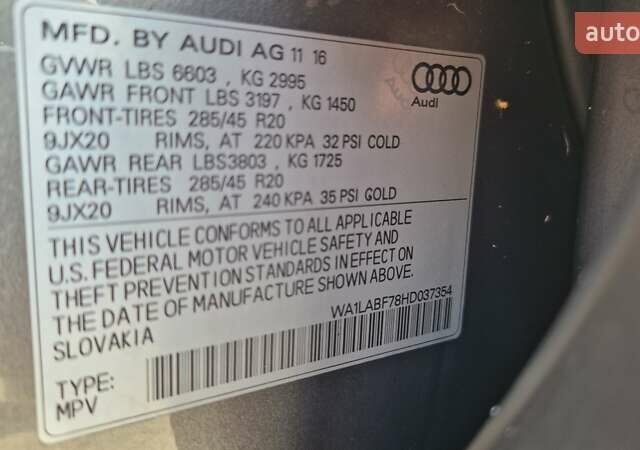 MFD. BY AUDI AG 11 16
GVWR LBS 6603 , KG 2995
GAWR FRONT LBS 3197 , KG 1450
FRONT-TIRES 285/45 R20
9JX20 RIMS, AT 220 KPA 32 PSI COLD
GAWR REAR LBS3803 , KG 1725
REAR-TIRES 285/45 R20
9JX20 RIMS, AT 240 KPA 35 PSI GOLD
THIS VEHICLE CONFORMS TO ALL APPLICABLE
U.S. FEDERAL MOTOR VEHICLE SAFETY AND
THEFT PREVENTION STANDARDS IN EFFECT ON
THE DATE OF MANUFACTURE SHOWN ABOVE.
SLOVAKIA
WA1LABF78HD037354
TYPE:
MPV
Audi
auto